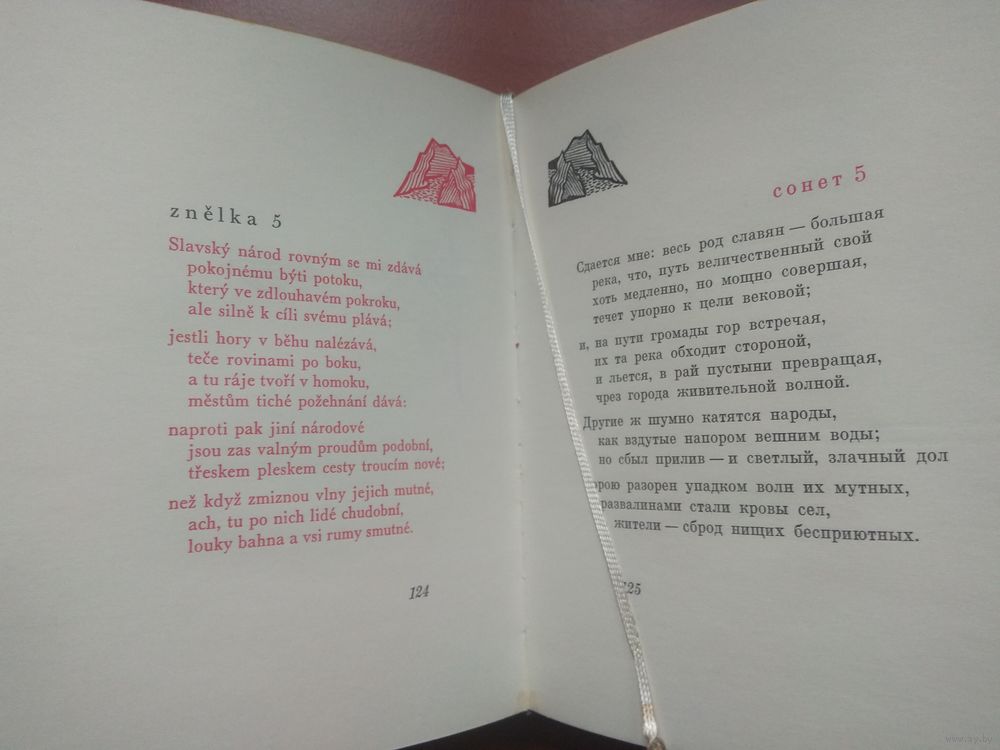 znělka 5
Slavský národ rovným se mi zdává
pokojnému býti potoku,
který ve zdlouhavém pokroku,
ale silně k cíli svému plává;
jestli hory v běhu nalézává,
teče rovinami po boku,
a tu ráje tvoří v homoku,
městům tiché požehnání dává:
naproti pak jiní národové
jsou zas valným proudům podobní,
třeskem pleskem cesty troucím nové;
než když zmiznou vlny jejich mutné,
ach, tu po nich lidé chudobní,
louky bahna a vsi rumy smutné.
124
сонет 5
Сдается мне: весь род славян — большая
река, что, путь величественный свой
хоть медленно, но мощно совершая,
течет упорно к цели вековой;
и, на пути громады гор встречая,
их та река обходит стороной,
и льется, в рай пустыни превращая,
чрез города живительной волной.
Другие ж шумно катятся народы,
как вздутые напором вешним воды;
но сбыл прилив — и светлый, злачный дол
разорен упадком волн их мутных,
развалинами стали кровы сел,
жители — сброд нищих бесприютных.
125
www.ay.by